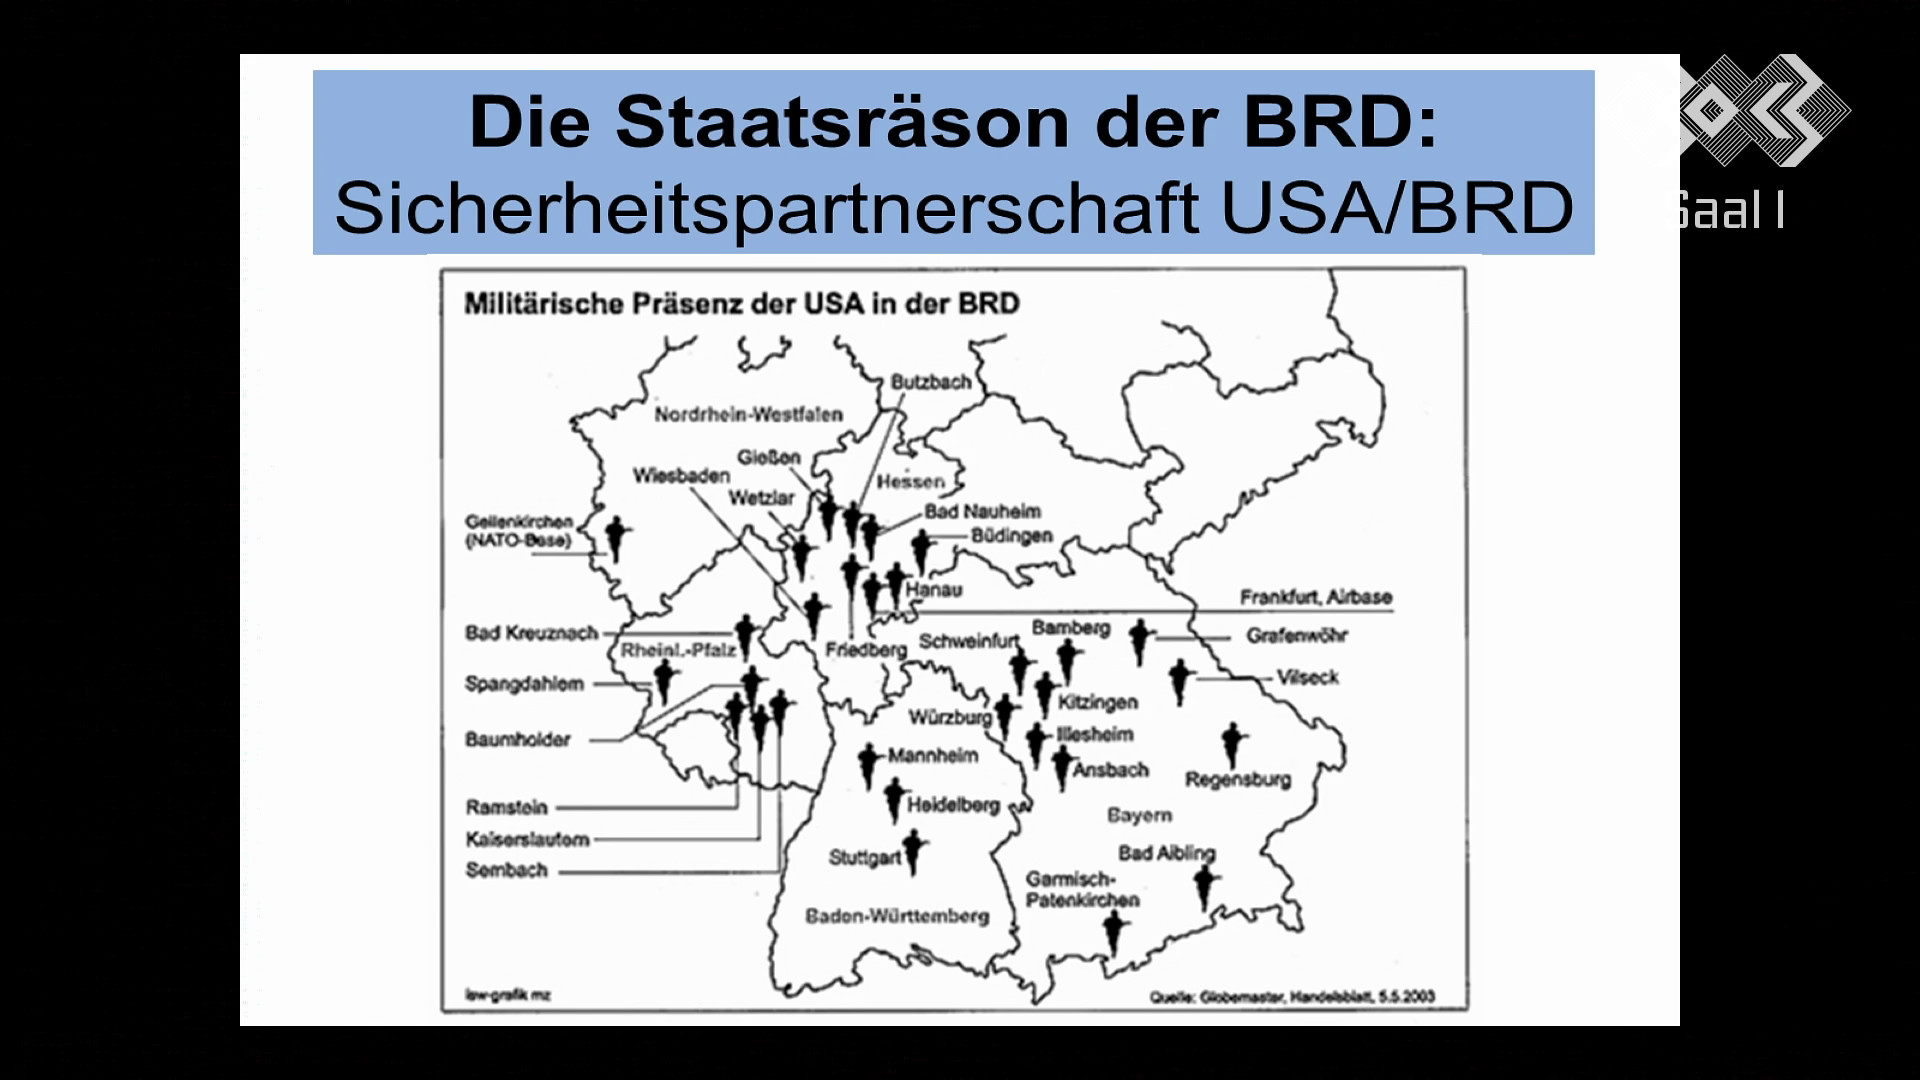 Die Staatsräson der BRD:
Sicherheitspartnerschaft USA/BRD
Saal 1
Militärische Präsenz der USA in der BRD
Butzbach
Nordrhein-Westfalen
Gießen
Wiesbaden
Hessen
Wetzlar
Bad Nauheim
Geilenkirchen
(NATO-Base)
Büdingen
Hanau
Frankfurt, Airbase
Bad Kreuznach
Rheinl.-Pfalz
Friedberg
Schweinfurt
Bamberg
Grafenwöhr
Spangdahlem
Vilseck
Kitzingen
Würzburg
Baumholder
Illesheim
Mannheim
Ansbach
Regensburg
Ramstein
Heidelberg
Bayern
Kaiserslautern
Stuttgart
Bad Aibling
Sembach
Garmisch-
Patenkirchen
Baden-Württemberg
isw-grafik mz
Quelle: Globemaster, Handelsblatt, 5.5.2003